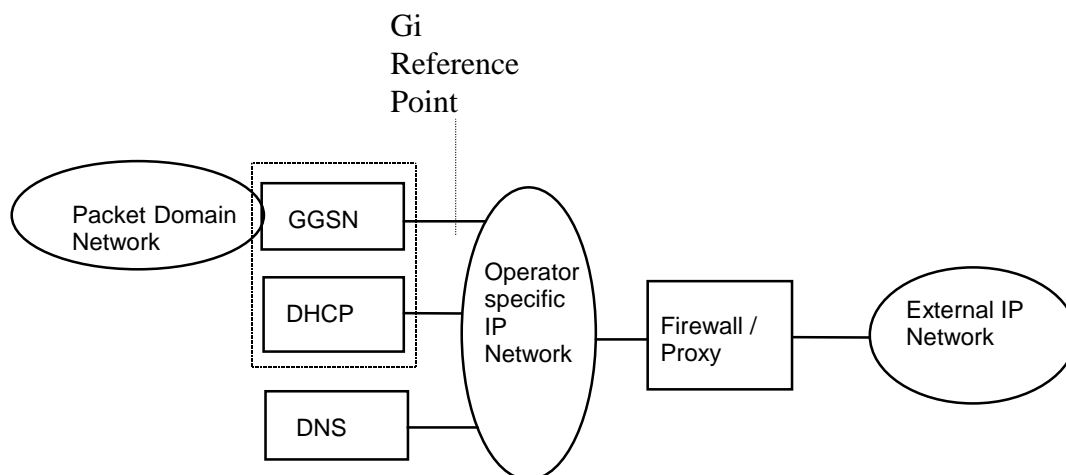 Gi
Reference
Point
Packet Domain
Network
GGSN
DHCP
DNS
Operator
specific
IP
Network
Firewall /
Proxy
External IP
Network